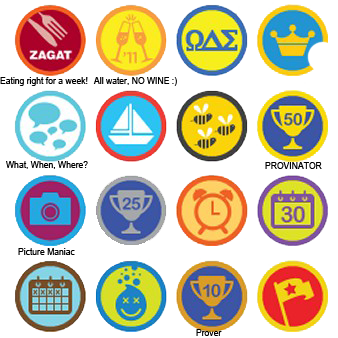 ZAGAT
ΩΔΣ
Eating right for a week! All water, NO WINE :)
50
What, When, Where?
PROVINATOR
25
30
Picture Maniac
10
Prover